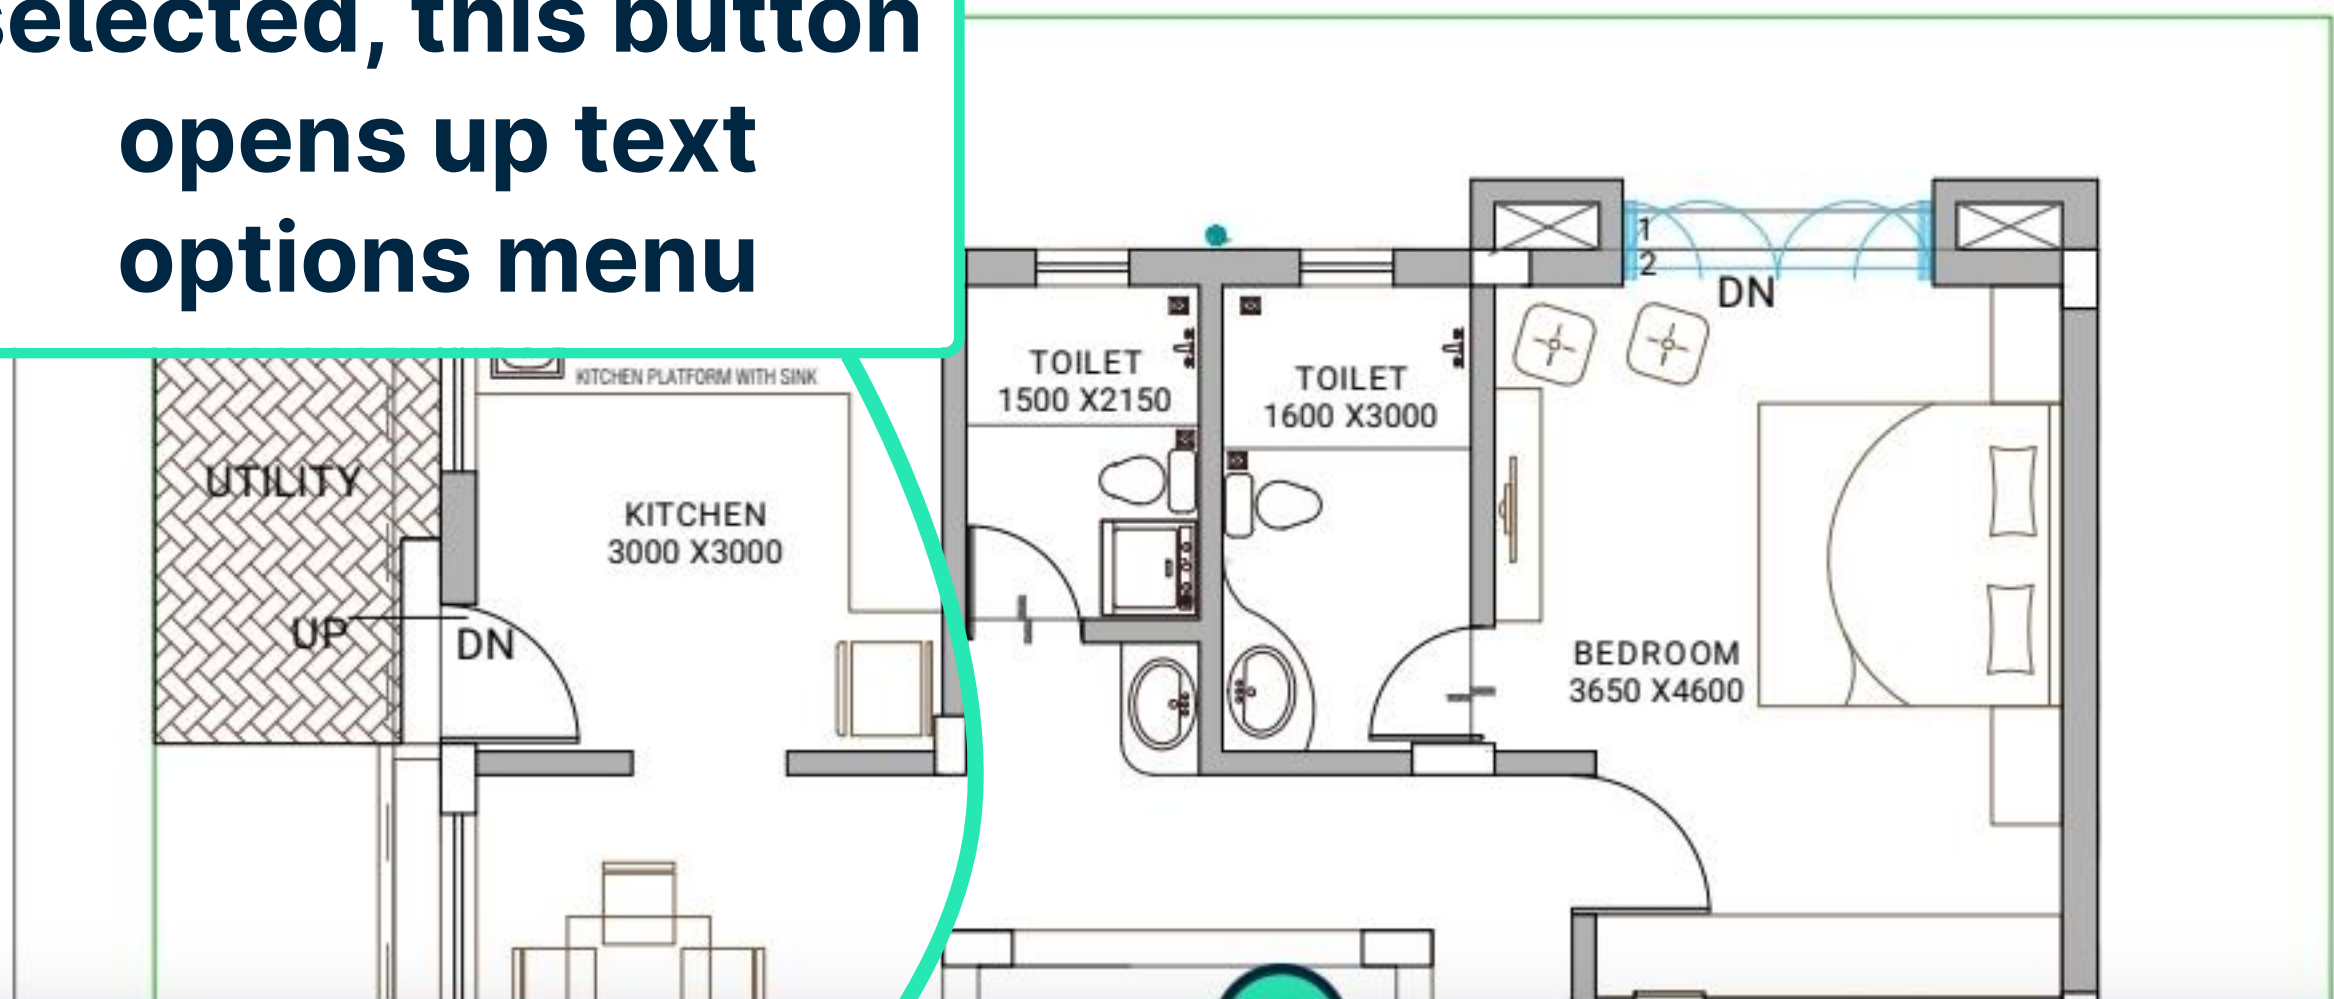 selected, this button
opens up text
options menu
1
2
DN
KITCHEN PLATFORM WITH SINK
TOILET
1500 X2150
TOILET
1600 X3000
UTILITY
KITCHEN
3000 X3000
UP
DN
BEDROOM
3650 X4600